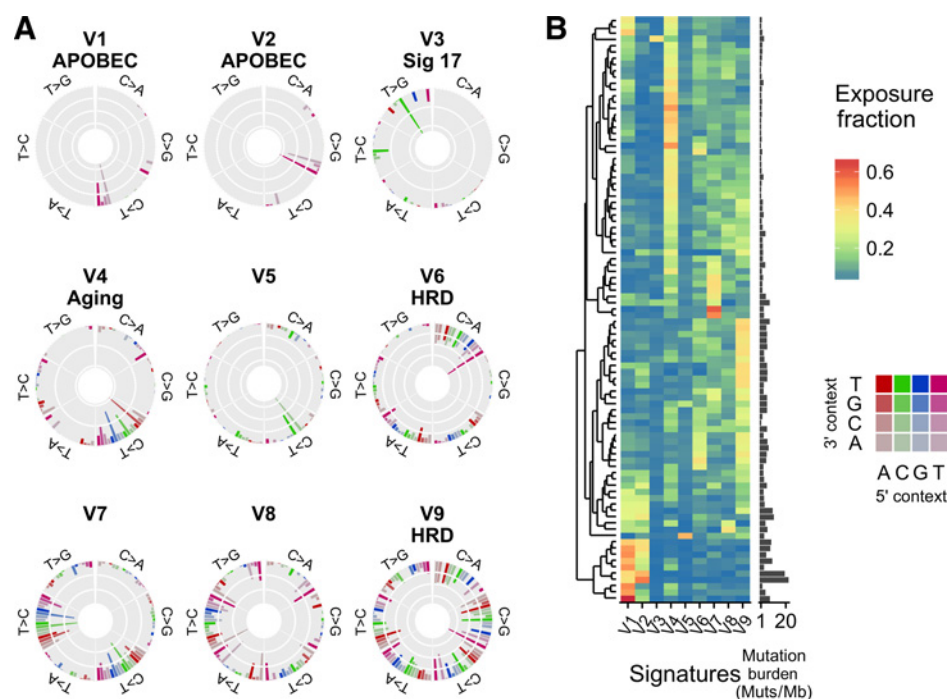 A
V1
APOBEC
T>G
C>A
T>C
C>G
T>A
C>T
V2
APOBEC
T>G
C>A
T>C
C>G
T>A
C>T
V3
Sig 17
T>G
C>A
T>C
C>G
T>A
C>T
V4
Aging
T>G
C>A
T>C
C>G
T>A
C>T
V5
T>G
C>A
T>C
C>G
T>A
C>T
V6
HRD
T>G
C>A
T>C
C>G
T>A
C>T
V7
T>G
C>A
T>C
C>G
T>A
C>T
V8
T>G
C>A
T>C
C>G
T>A
C>T
V9
HRD
T>G
C>A
T>C
C>G
T>A
C>T
B
V1
V2
V3
V4
V5
V6
V7
V8
V9
1 20
Signatures
Mutation
burden
(Muts/Mb)
Exposure
fraction
0.6
0.4
0.2
3' context
T
G
C
A
A C G T
5' context